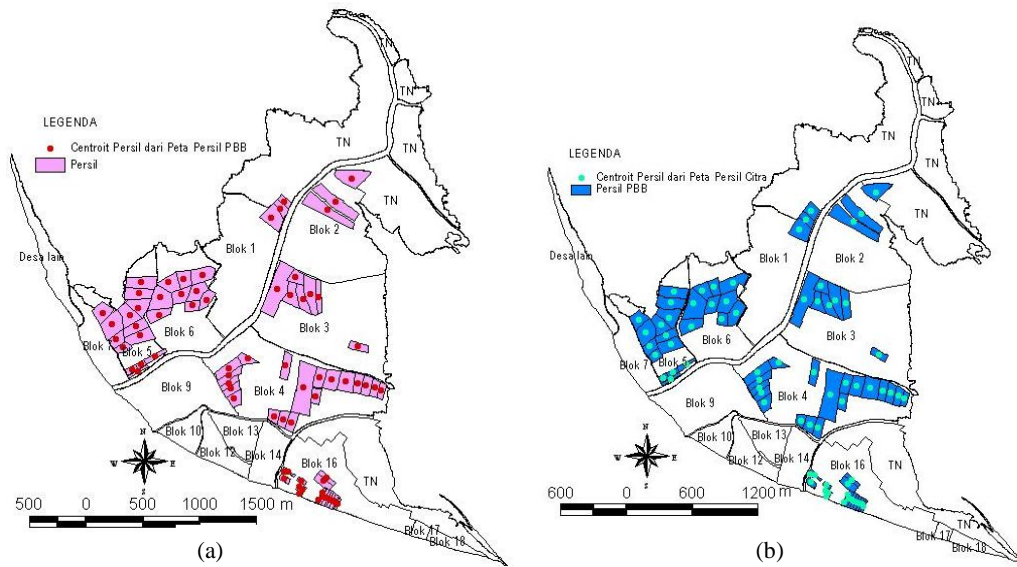 LEGENDA
Centroit Persil dari Peta Persil PBB
Persil
TN
TN
TN
TN
TN
Blok 1
Blok 2
Desa lain
Blok 3
Blok 6
Blok 7
Blok 5
Blok 9
Blok 4
Blok 10
Blok 13
Blok 12
Blok 14
Blok 16
TN
Blok 17
Blok 18
N
W E
S
500 0 500 1000 1500 m
(a)
LEGENDA
Centroit Persil dari Peta Persil Citra
Persil PBB
TN
TN
TN
TN
TN
Blok 1
Blok 2
Desa lain
Blok 3
Blok 6
Blok 7
Blok 5
Blok 9
Blok 4
Blok 10
Blok 13
Blok 12
Blok 14
Blok 16
TN
Blok 17
Blok 18
N
W E
S
600 0 600 1200 m
(b)